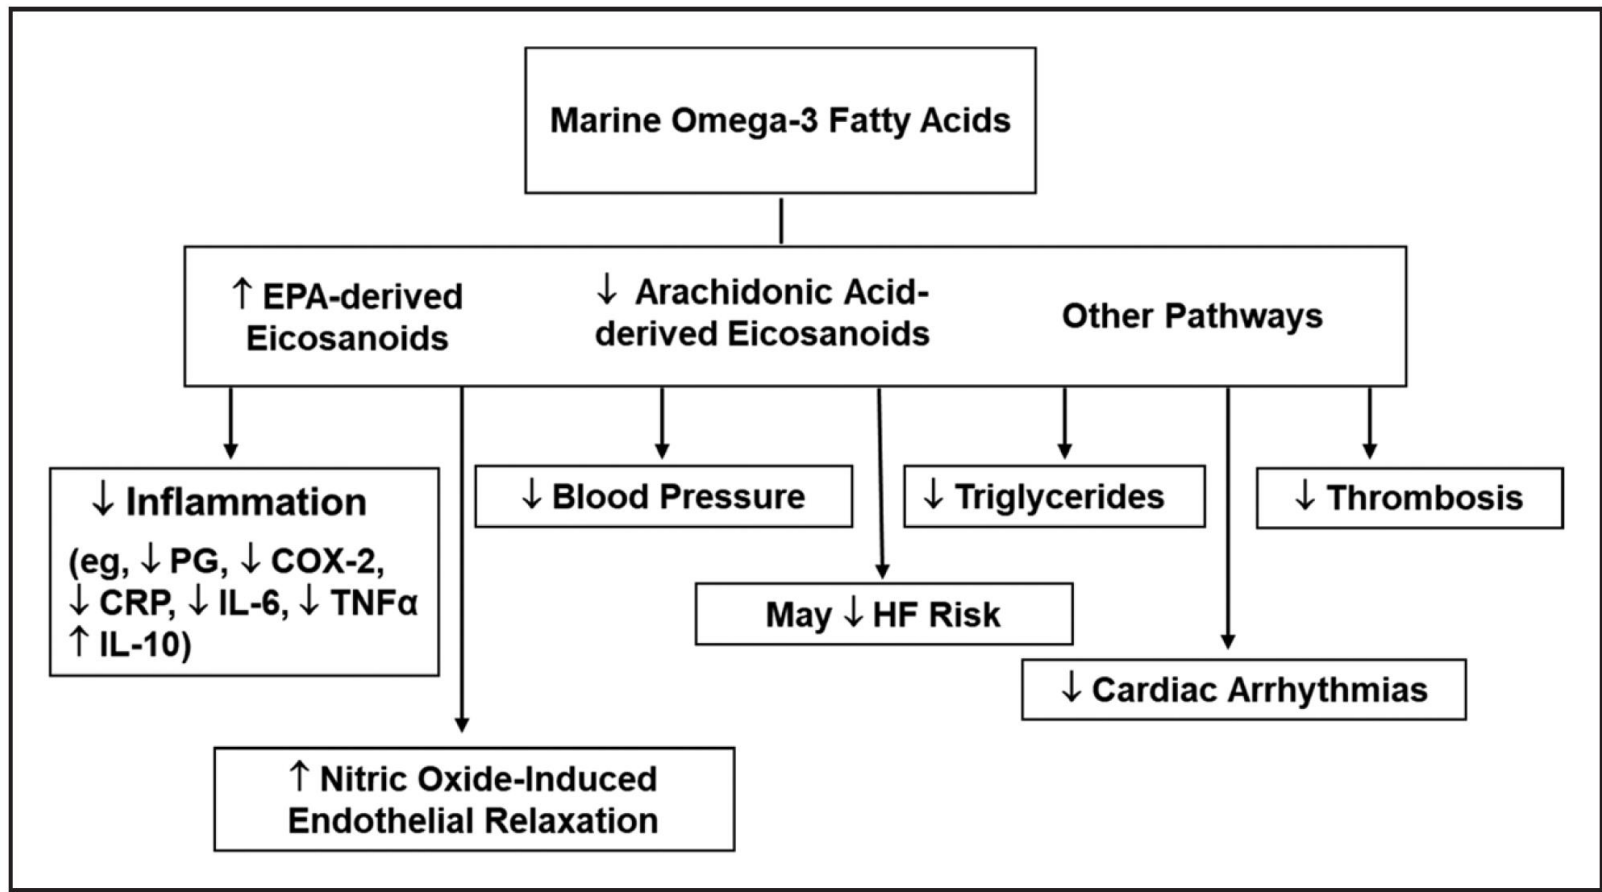 Marine Omega-3 Fatty Acids
↑ EPA-derived
Eicosanoids
↓ Arachidonic Acid-
derived Eicosanoids
Other Pathways
↓ Inflammation
(eg, ↓ PG, ↓ COX-2,
↓ CRP, ↓ IL-6, ↓ TNFα
↑ IL-10)
↓ Blood Pressure
↓ Triglycerides
↓ Thrombosis
May ↓ HF Risk
↓ Cardiac Arrhythmias
↑ Nitric Oxide-Induced
Endothelial Relaxation